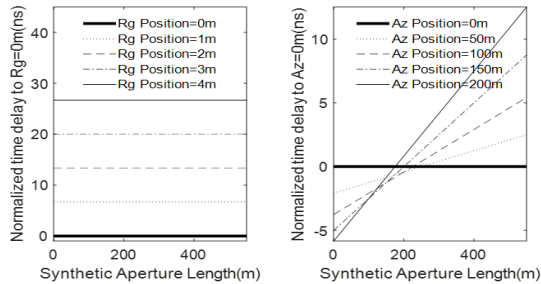 Normalized time delay to Rg=0m(ns)
40
30
20
10
0
Rg Position=0m
Rg Position=1m
Rg Position=2m
Rg Position=3m
Rg Position=4m
0 200 400
Synthetic Aperture Length(m)
Normalized time delay to Az=0m(ns)
10
5
0
-5
Az Position=0m
Az Position=50m
Az Position=100m
Az Position=150m
Az Position=200m
0 200 400
Synthetic Aperture Length(m)